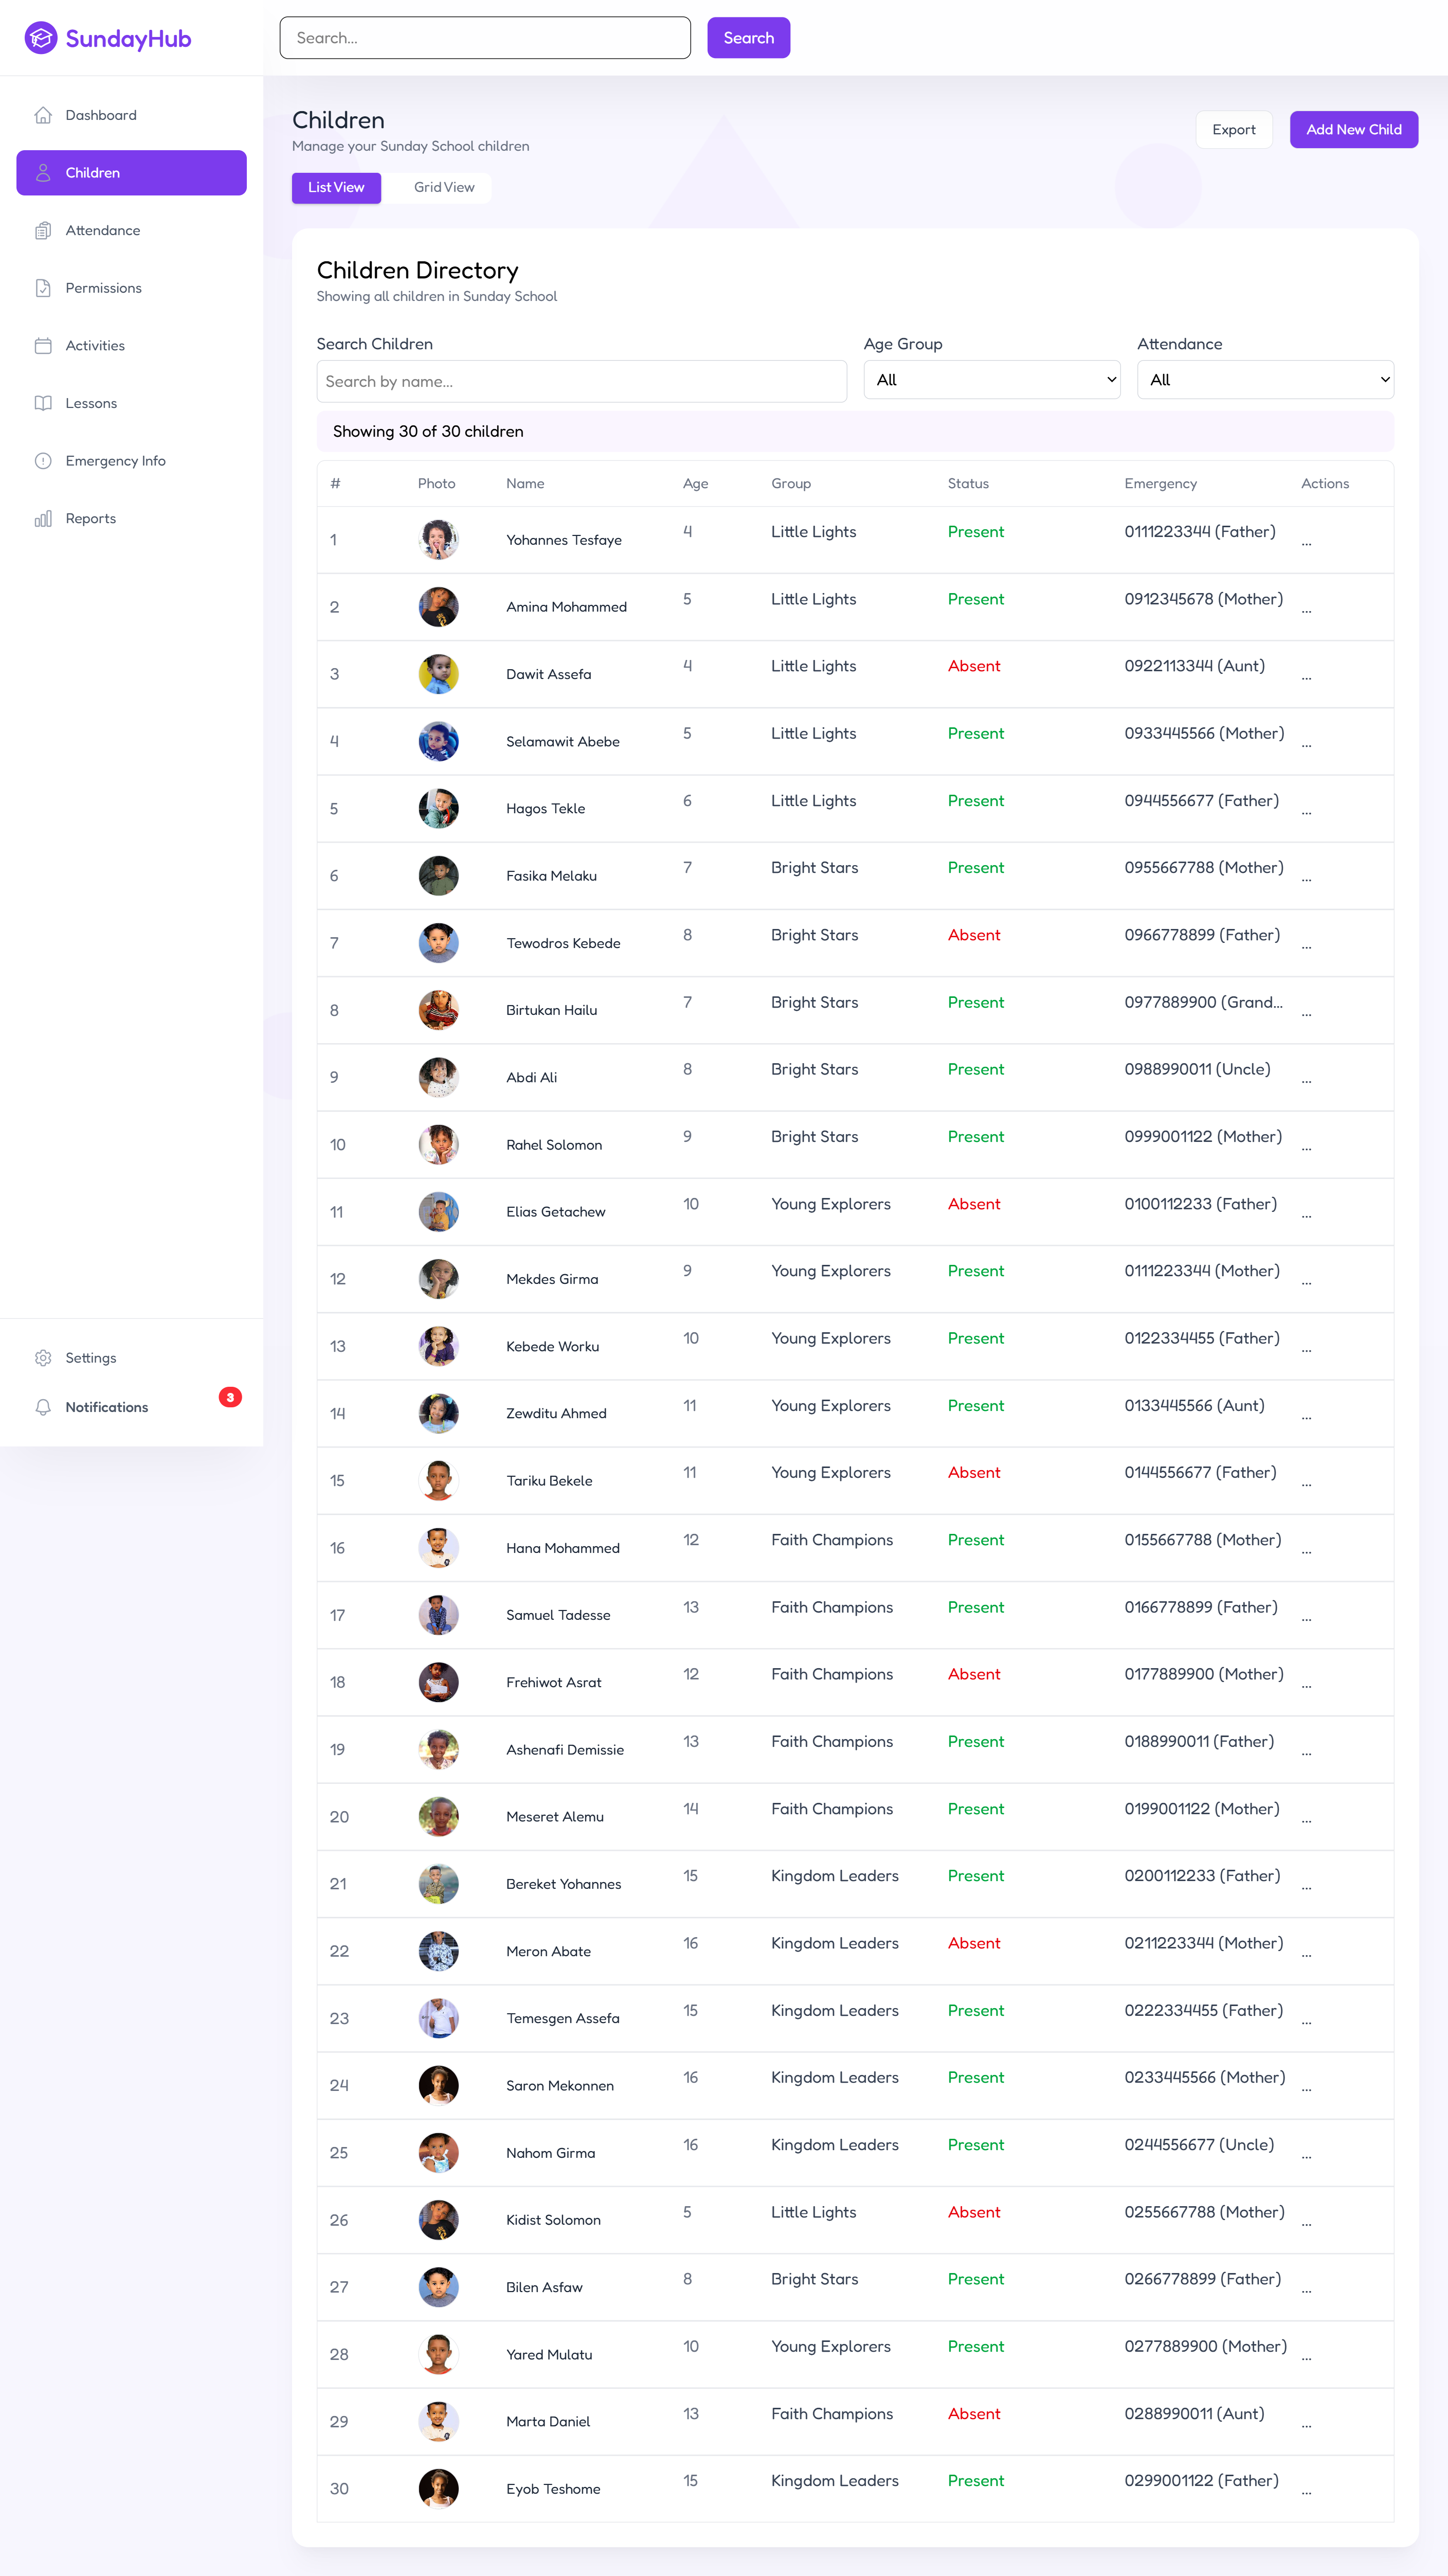 SundayHub
Search...
Search
Dashboard
Children
Attendance
Permissions
Activities
Lessons
Emergency Info
Reports
Settings
Notifications
3
Children
Manage your Sunday School children
Export
Add New Child
List View
Grid View
Children Directory
Showing all children in Sunday School
Search Children
Age Group
Attendance
Search by name...
All
All
Showing 30 of 30 children
# Photo Name Age Group Status Emergency Actions
1 Yohannes Tesfaye 4 Little Lights Present 0111223344 (Father) ...
2 Amina Mohammed 5 Little Lights Present 0912345678 (Mother) ...
3 Dawit Assefa 4 Little Lights Absent 0922113344 (Aunt) ...
4 Selamawit Abebe 5 Little Lights Present 0933445566 (Mother) ...
5 Hagos Tekle 6 Little Lights Present 0944556677 (Father) ...
6 Fasika Melaku 7 Bright Stars Present 0955667788 (Mother) ...
7 Tewodros Kebede 8 Bright Stars Absent 0966778899 (Father) ...
8 Birtukan Hailu 7 Bright Stars Present 0977889900 (Grand... ...
9 Abdi Ali 8 Bright Stars Present 0988990011 (Uncle) ...
10 Rahel Solomon 9 Bright Stars Present 0999001122 (Mother) ...
11 Elias Getachew 10 Young Explorers Absent 0100112233 (Father) ...
12 Mekdes Girma 9 Young Explorers Present 0111223344 (Mother) ...
13 Kebede Worku 10 Young Explorers Present 0122334455 (Father) ...
14 Zewditu Ahmed 11 Young Explorers Present 0133445566 (Aunt) ...
15 Tariku Bekele 11 Young Explorers Absent 0144556677 (Father) ...
16 Hana Mohammed 12 Faith Champions Present 0155667788 (Mother) ...
17 Samuel Tadesse 13 Faith Champions Present 0166778899 (Father) ...
18 Frehiwot Asrat 12 Faith Champions Absent 0177889900 (Mother) ...
19 Ashenafi Demissie 13 Faith Champions Present 0188990011 (Father) ...
20 Meseret Alemu 14 Faith Champions Present 0199001122 (Mother) ...
21 Bereket Yohannes 15 Kingdom Leaders Present 0200112233 (Father) ...
22 Meron Abate 16 Kingdom Leaders Absent 0211223344 (Mother) ...
23 Temesgen Assefa 15 Kingdom Leaders Present 0222334455 (Father) ...
24 Saron Mekonnen 16 Kingdom Leaders Present 0233445566 (Mother) ...
25 Nahom Girma 16 Kingdom Leaders Present 0244556677 (Uncle) ...
26 Kidist Solomon 5 Little Lights Absent 0255667788 (Mother) ...
27 Bilen Asfaw 8 Bright Stars Present 0266778899 (Father) ...
28 Yared Mulatu 10 Young Explorers Present 0277889900 (Mother) ...
29 Marta Daniel 13 Faith Champions Absent 0288990011 (Aunt) ...
30 Eyob Teshome 15 Kingdom Leaders Present 0299001122 (Father) ...